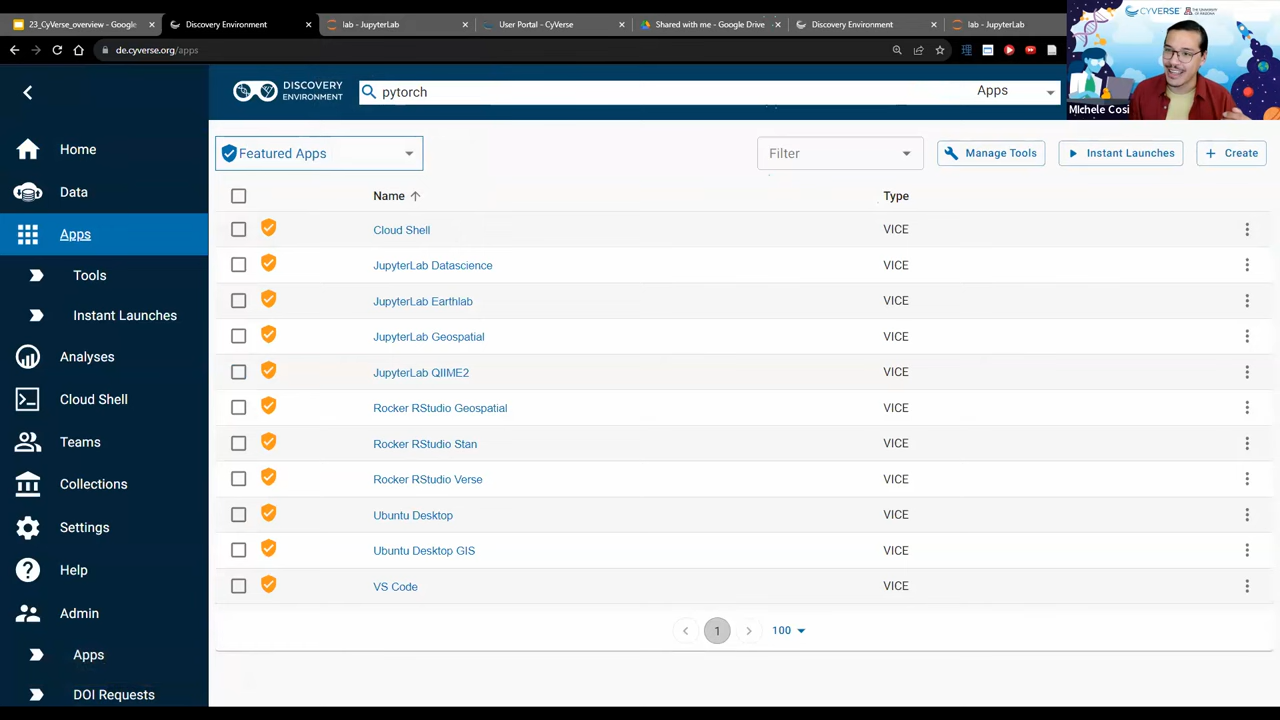 23_CyVerse_overview - Google
Discovery Environment
lab - JupyterLab
User Portal - CyVerse
Shared with me - Google Drive
Discovery Environment
lab - JupyterLab
de.cyverse.org/apps
CYVERSE
MIchele Cosi
DISCOVERY
ENVIRONMENT
pytorch
Apps
Home
Data
Apps
Tools
Instant Launches
Analyses
Cloud Shell
Teams
Collections
Settings
Help
Admin
Apps
DOI Requests
Featured Apps
Filter
Manage Tools
Instant Launches
+ Create
Name
Type
Cloud Shell VICE
JupyterLab Datascience VICE
JupyterLab Earthlab VICE
JupyterLab Geospatial VICE
JupyterLab QIIME2 VICE
Rocker RStudio Geospatial VICE
Rocker RStudio Stan VICE
Rocker RStudio Verse VICE
Ubuntu Desktop VICE
Ubuntu Desktop GIS VICE
VS Code VICE
1
100